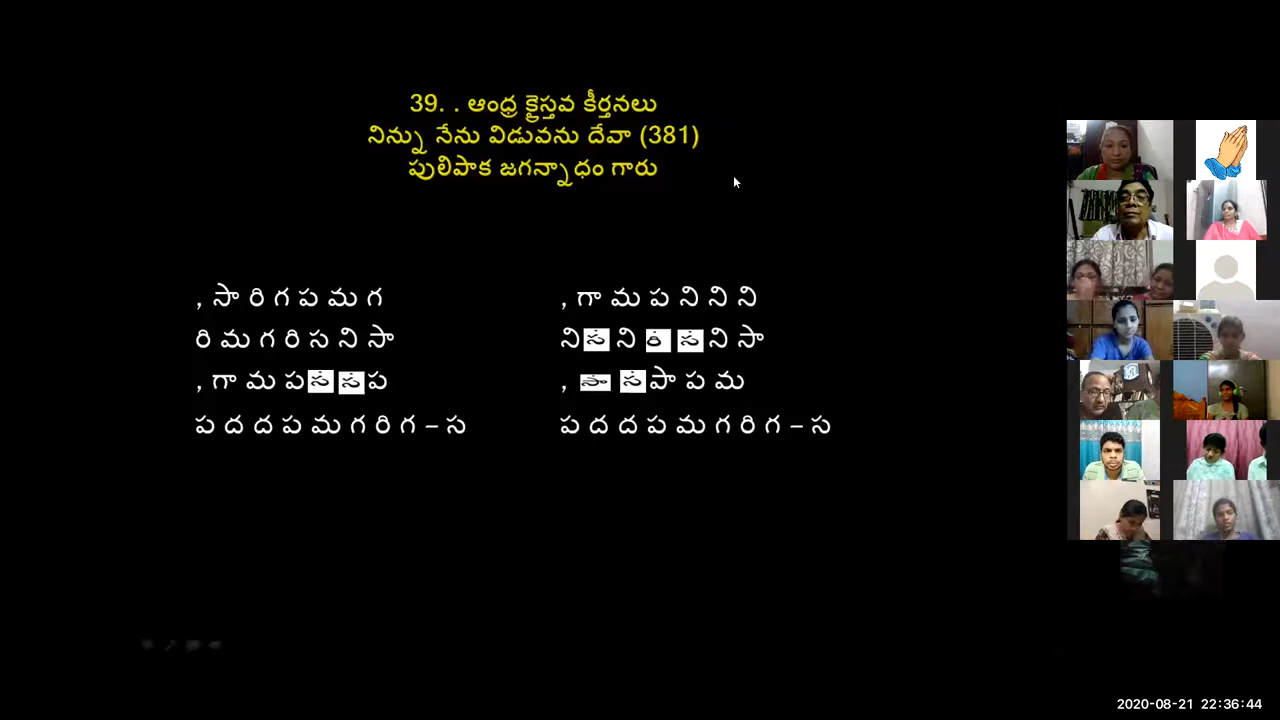 39. . ఆంధ్ర క్రైస్తవ కీర్తనలు
నిన్ను నేను విడువను దేవా (381)
పులిపాక జగన్నాధం గారు
, సా రి గ ప మ గ
రి మ గ రి స ని సా
, గా మ ప స స ప
ప ద ద ప మ గ రి గ – స
, గా మ ప ని ని ని
ని స ని రి స ని సా
, సా స పా ప మ
ప ద ద ప మ గ రి గ – స
2020-08-21 22:36:44